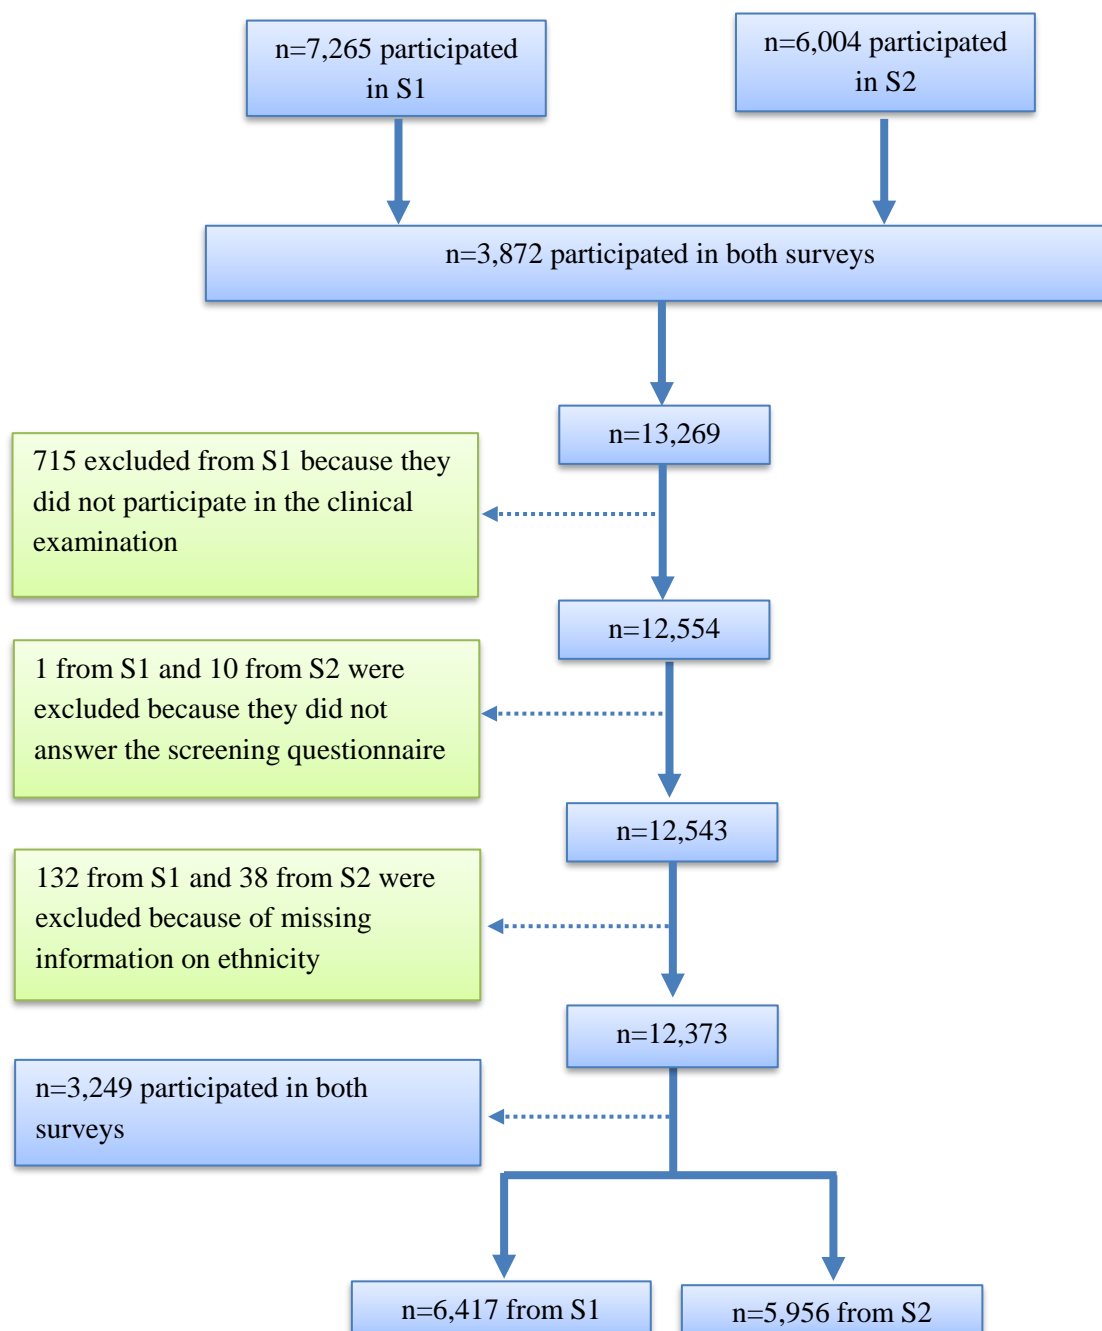 n=7,265 participated
in S1
n=6,004 participated
in S2
n=3,872 participated in both surveys
n=13,269
715 excluded from S1 because they
did not participate in the clinical
examination
n=12,554
1 from S1 and 10 from S2 were
excluded because they did not
answer the screening questionnaire
n=12,543
132 from S1 and 38 from S2 were
excluded because of missing
information on ethnicity
n=12,373
n=3,249 participated in both
surveys
n=6,417 from S1
n=5,956 from S2